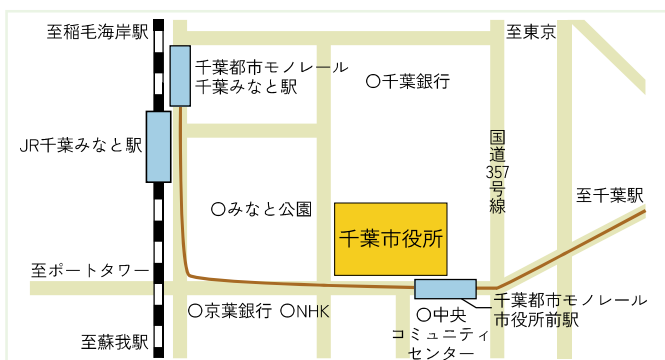 至稲毛海岸駅
至東京
千葉都市モノレール
千葉みなと駅
〇千葉銀行
JR千葉みなと駅
国道357号線
至千葉駅
〇みなと公園
千葉市役所
至ポートタワー
千葉都市モノレール
市役所前駅
〇京葉銀行 〇NHK
〇中央
コミュニティ
センター
至蘇我駅